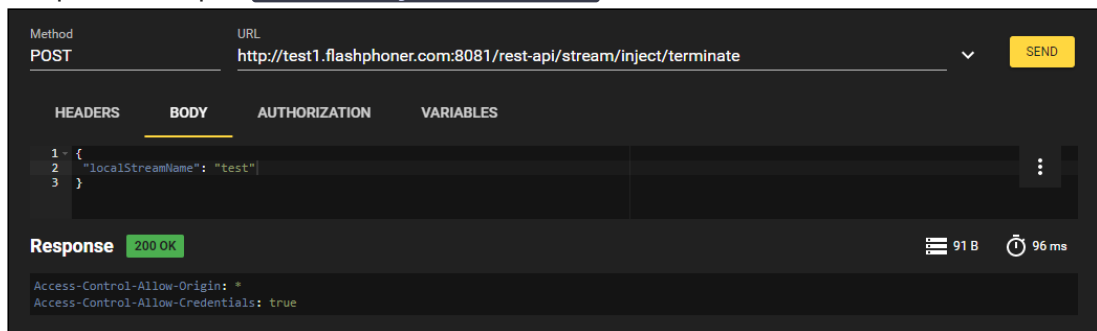 Method
POST
URL
http://test1.flashphoner.com:8081/rest-api/stream/inject/terminate
SEND
HEADERS BODY AUTHORIZATION VARIABLES
1 {
2 "localStreamName": "test"
3 }
Response 200 OK 91 B 96 ms
Access-Control-Allow-Origin: *
Access-Control-Allow-Credentials: true